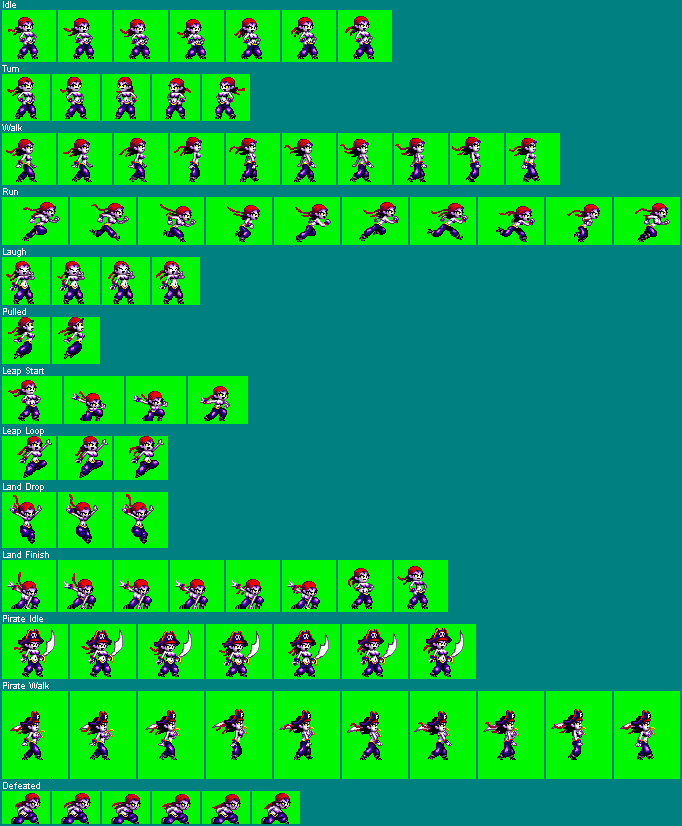 Idle
Turn
Walk
Run
Laugh
Pulled
Leap Start
Leap Loop
Land Drop
Land Finish
Pirate Idle
Pirate Walk
Defeated